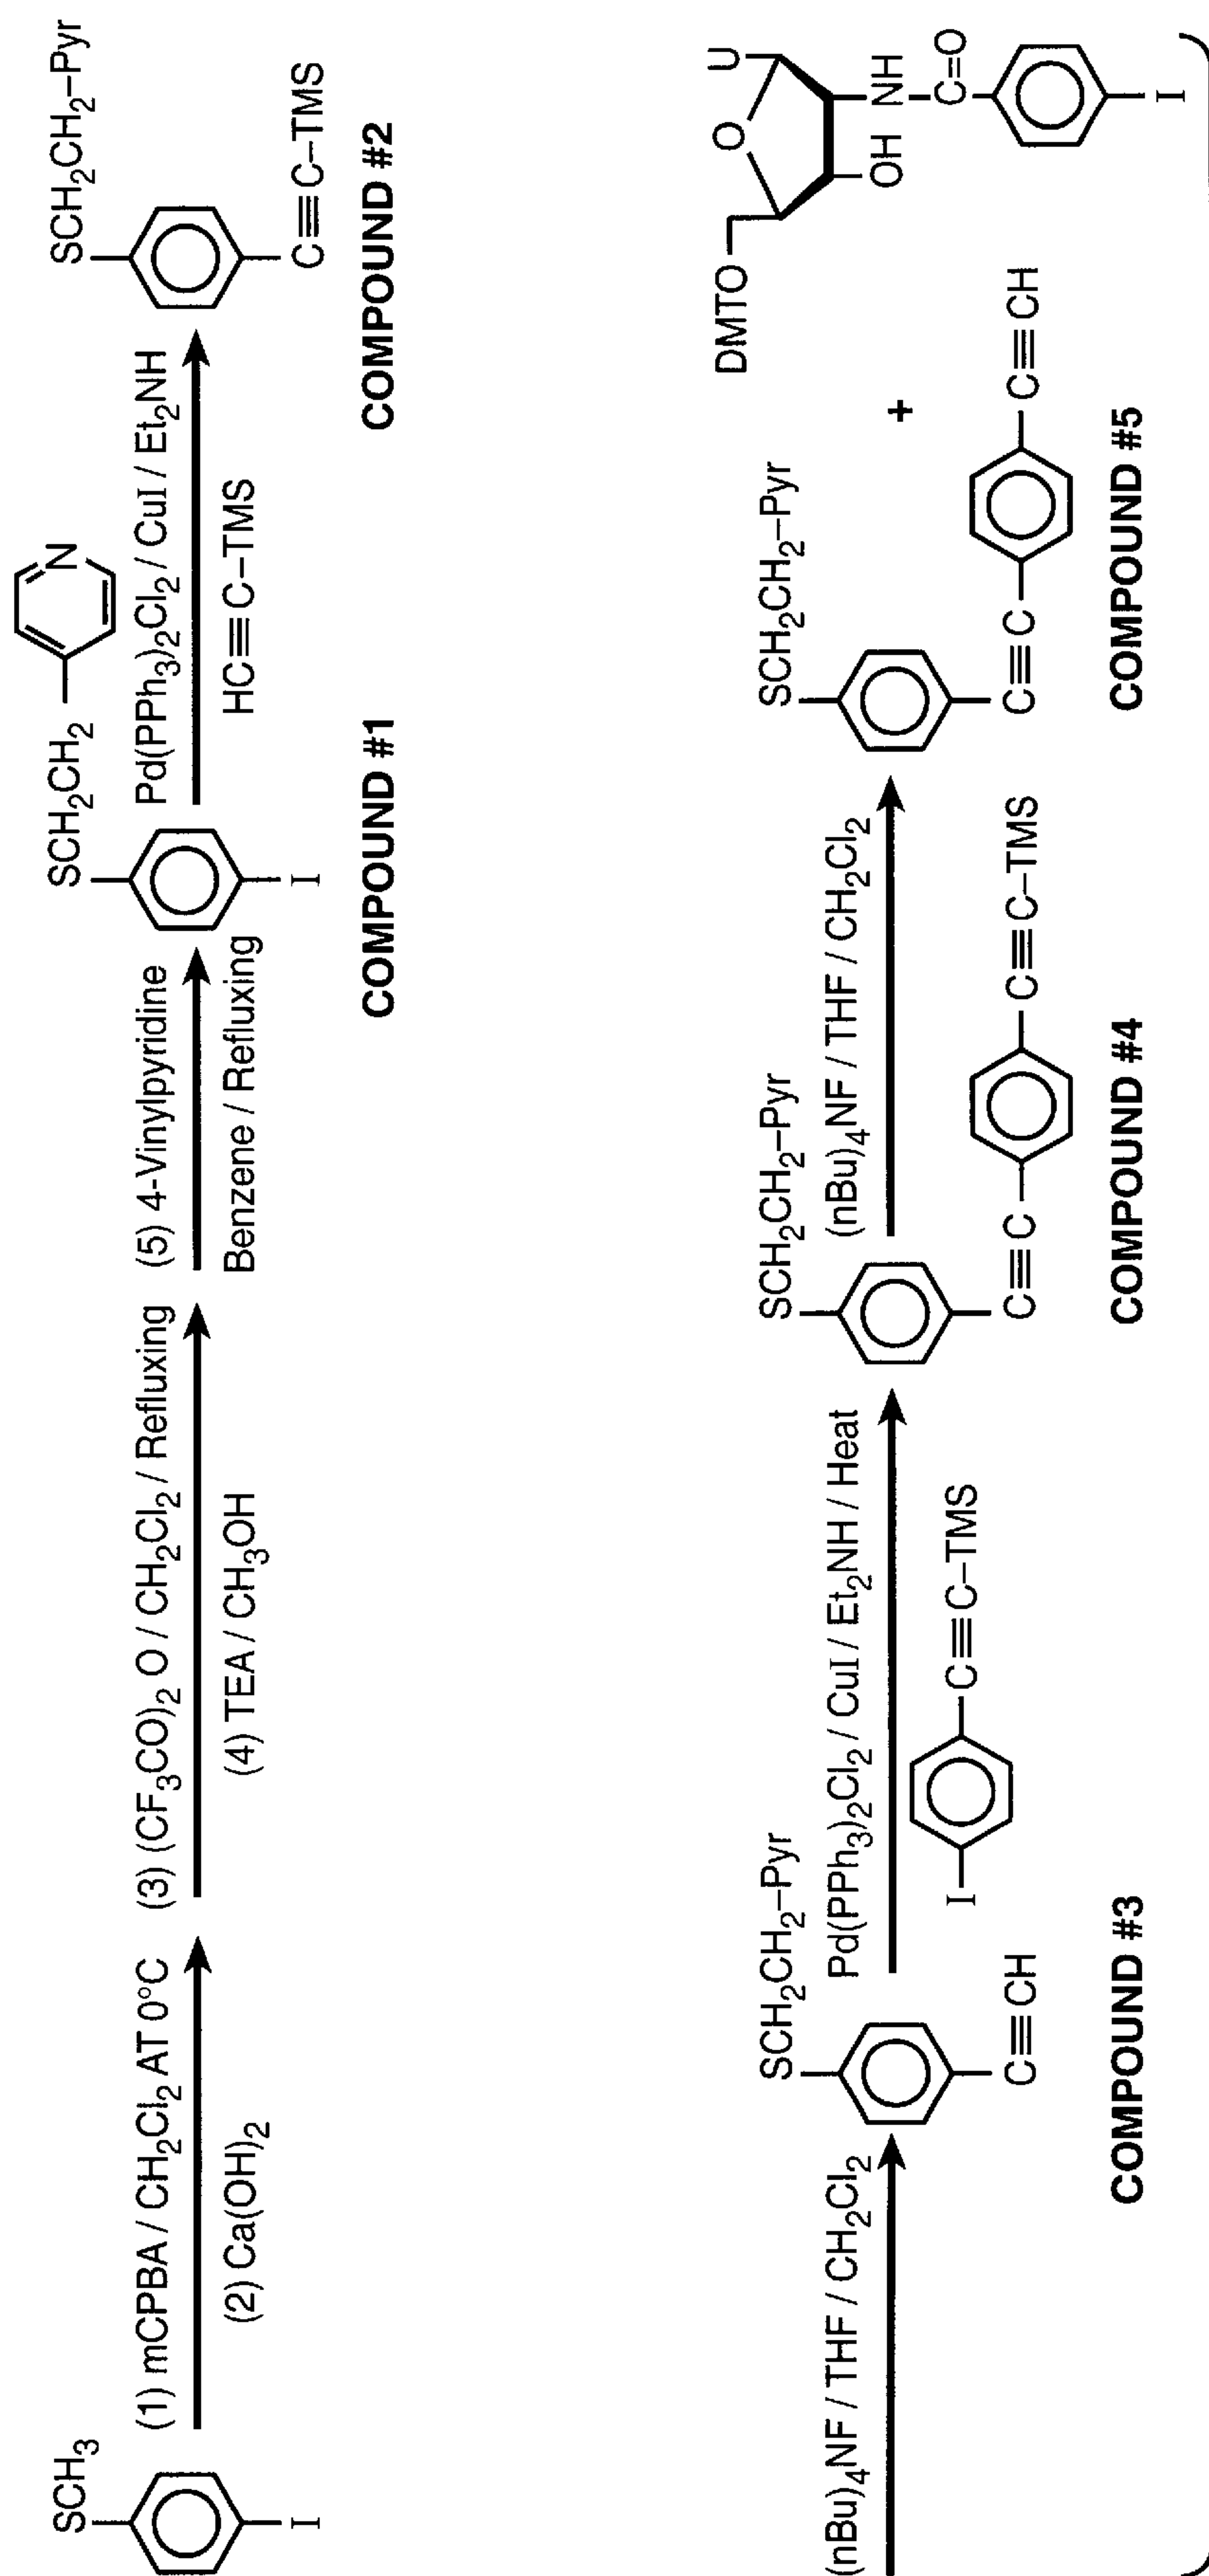 SCH3
I
(1) mCPBA / CH2Cl2 AT 0°C
(2) Ca(OH)2
(3) (CF3CO)2 O / CH2Cl2 / Refluxing
(4) TEA / CH3OH
(5) 4-Vinylpyridine
Benzene / Refluxing
SCH2CH2
N
I
COMPOUND #1
Pd(PPh3)2Cl2 / CuI / Et2NH
HC≡C–TMS
SCH2CH2–Pyr
C≡C–TMS
COMPOUND #2
(nBu)4NF / THF / CH2Cl2
SCH2CH2–Pyr
C≡CH
COMPOUND #3
Pd(PPh3)2Cl2 / CuI / Et2NH / Heat
I
C≡C–TMS
SCH2CH2–Pyr
C≡C
C≡C–TMS
COMPOUND #4
(nBu)4NF / THF / CH2Cl2
SCH2CH2–Pyr
C≡C
C≡CH
COMPOUND #5
+
DMTO
O
U
OH
NH
C=O
I